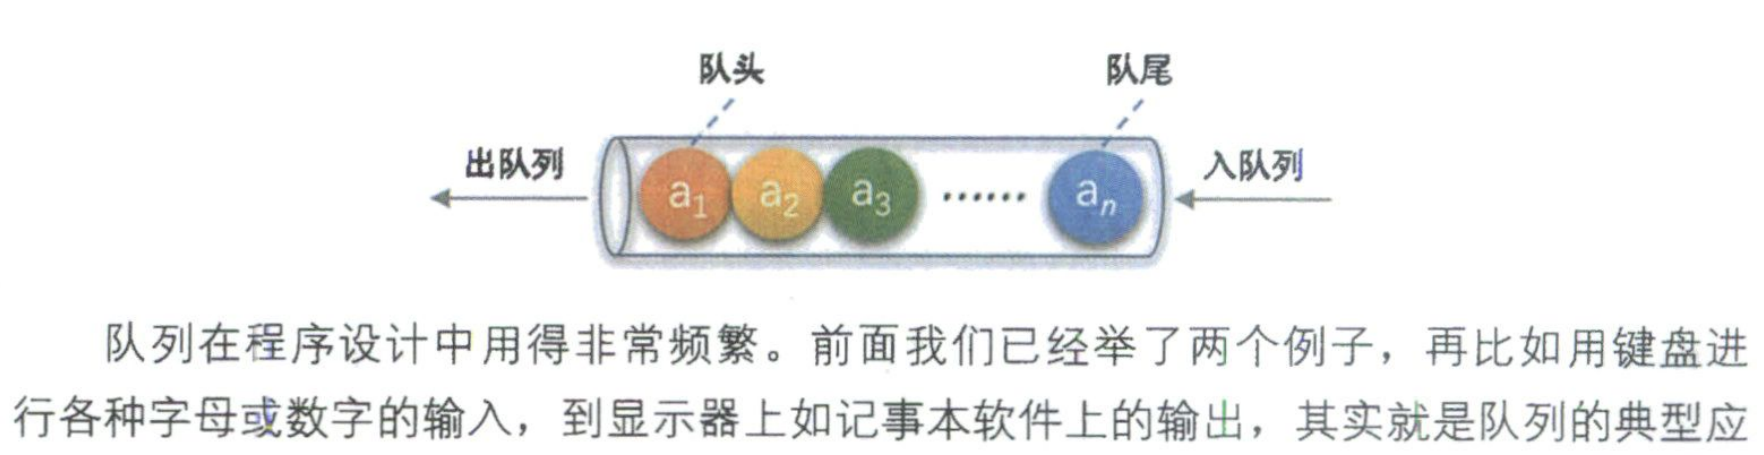 队头 队尾
出队列 入队列
a₁ a₂ a₃ …… aₙ
队列在程序设计中用得非常频繁。前面我们已经举了两个例子，再比如用键盘进
行各种字母或数字的输入，到显示器上如记事本软件上的输出，其实就是队列的典型应